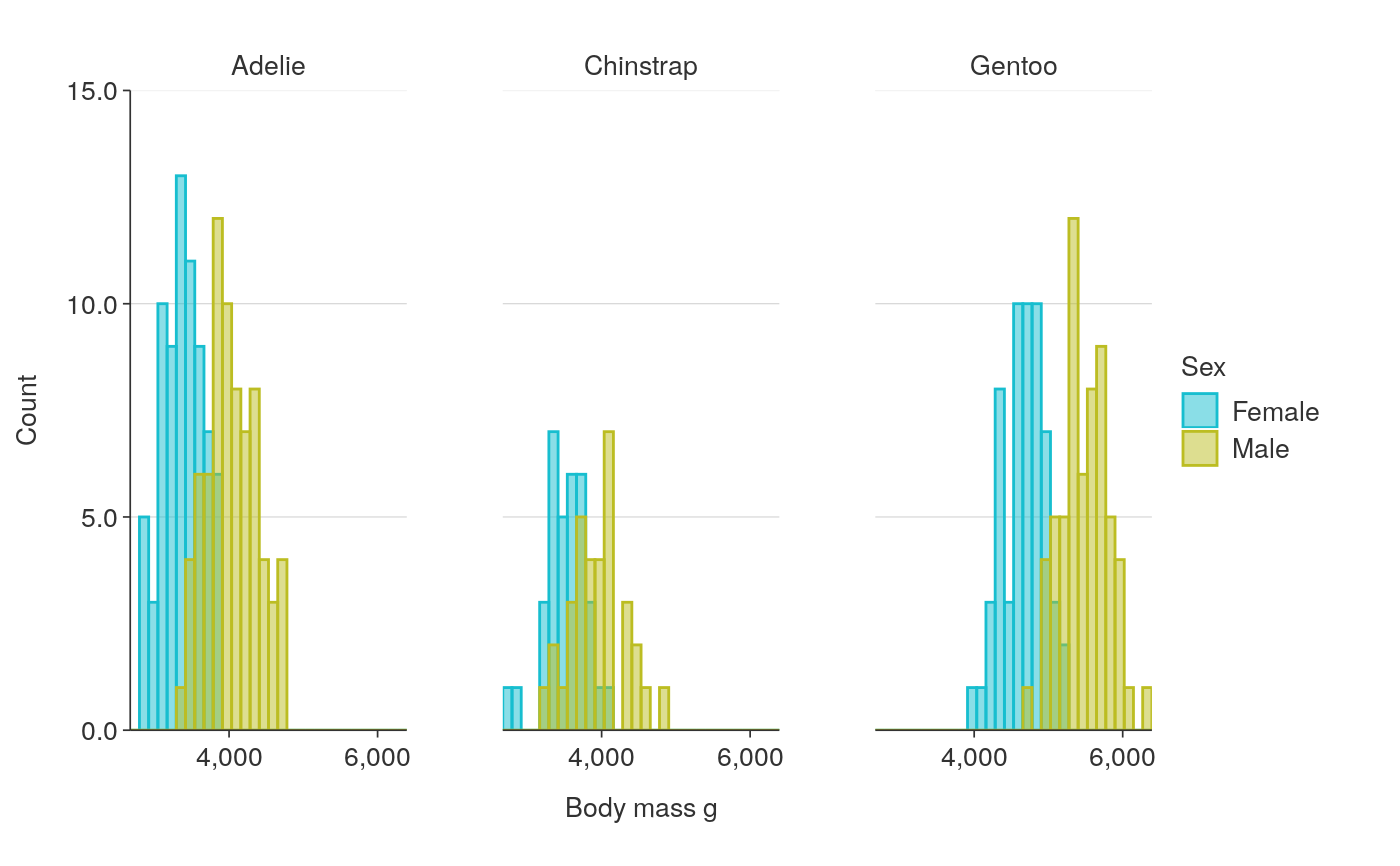 Adelie
Chinstrap
Gentoo
15.0
10.0
5.0
0.0
Count
4,000
6,000
4,000
6,000
4,000
6,000
Body mass g
Sex
Female
Male